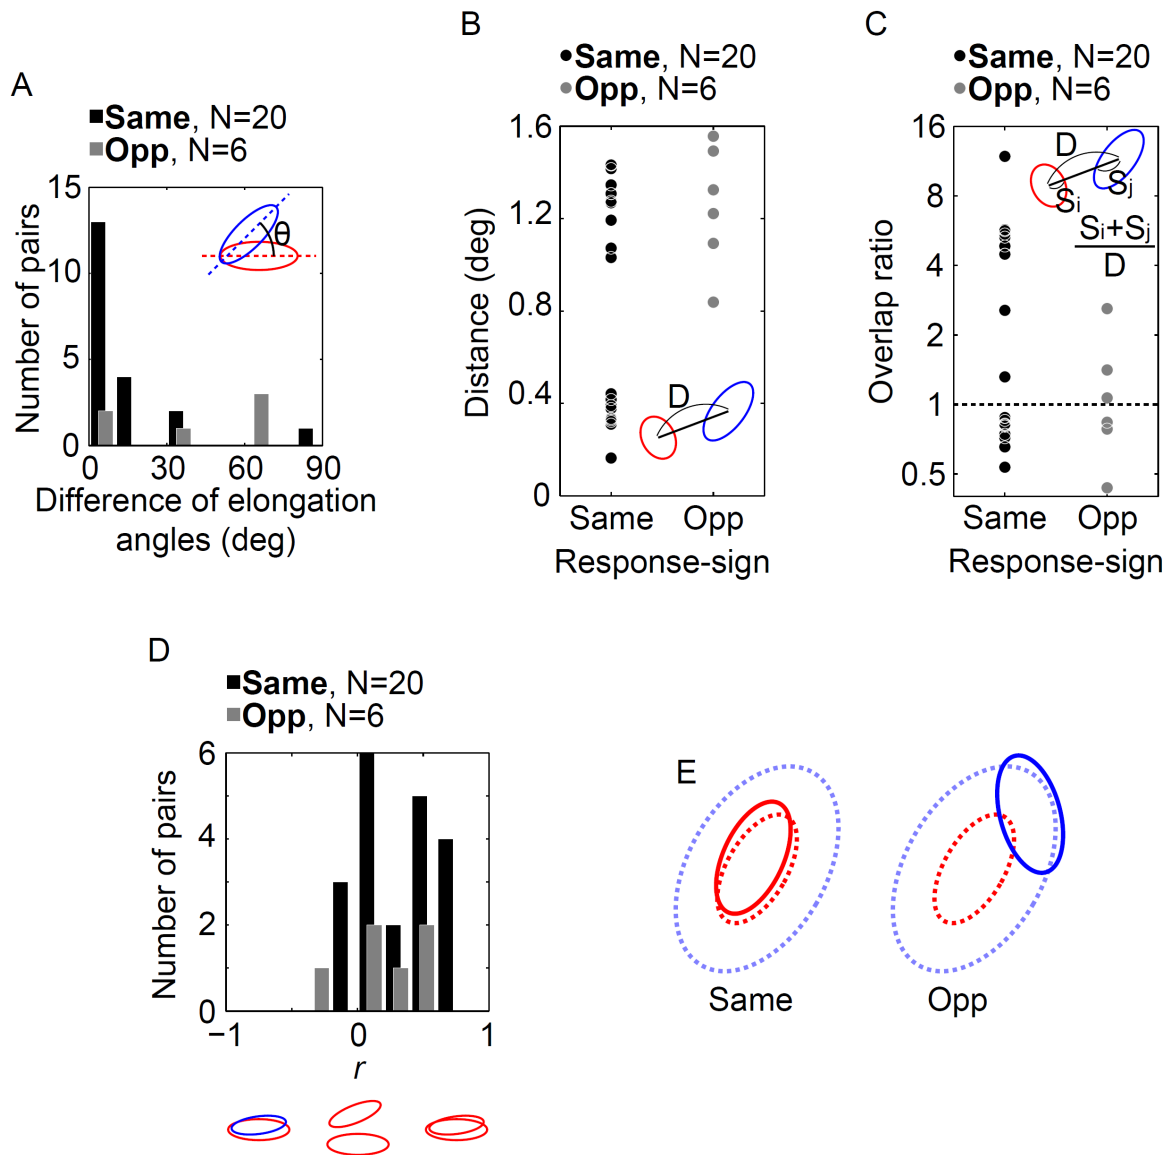 A
Same, N=20
Opp, N=6
15
10
5
0
0
30
60
90
Number of pairs
θ
Difference of elongation
angles (deg)
B
Same, N=20
Opp, N=6
1.6
1.2
0.8
0.4
0
Distance (deg)
D
Same
Opp
Response-sign
C
Same, N=20
Opp, N=6
16
8
4
2
1
0.5
Overlap ratio
D
Si
Sj
Si+Sj
D
Same
Opp
Response-sign
D
Same, N=20
Opp, N=6
6
4
2
0
Number of pairs
−1
0
1
r
E
Same
Opp